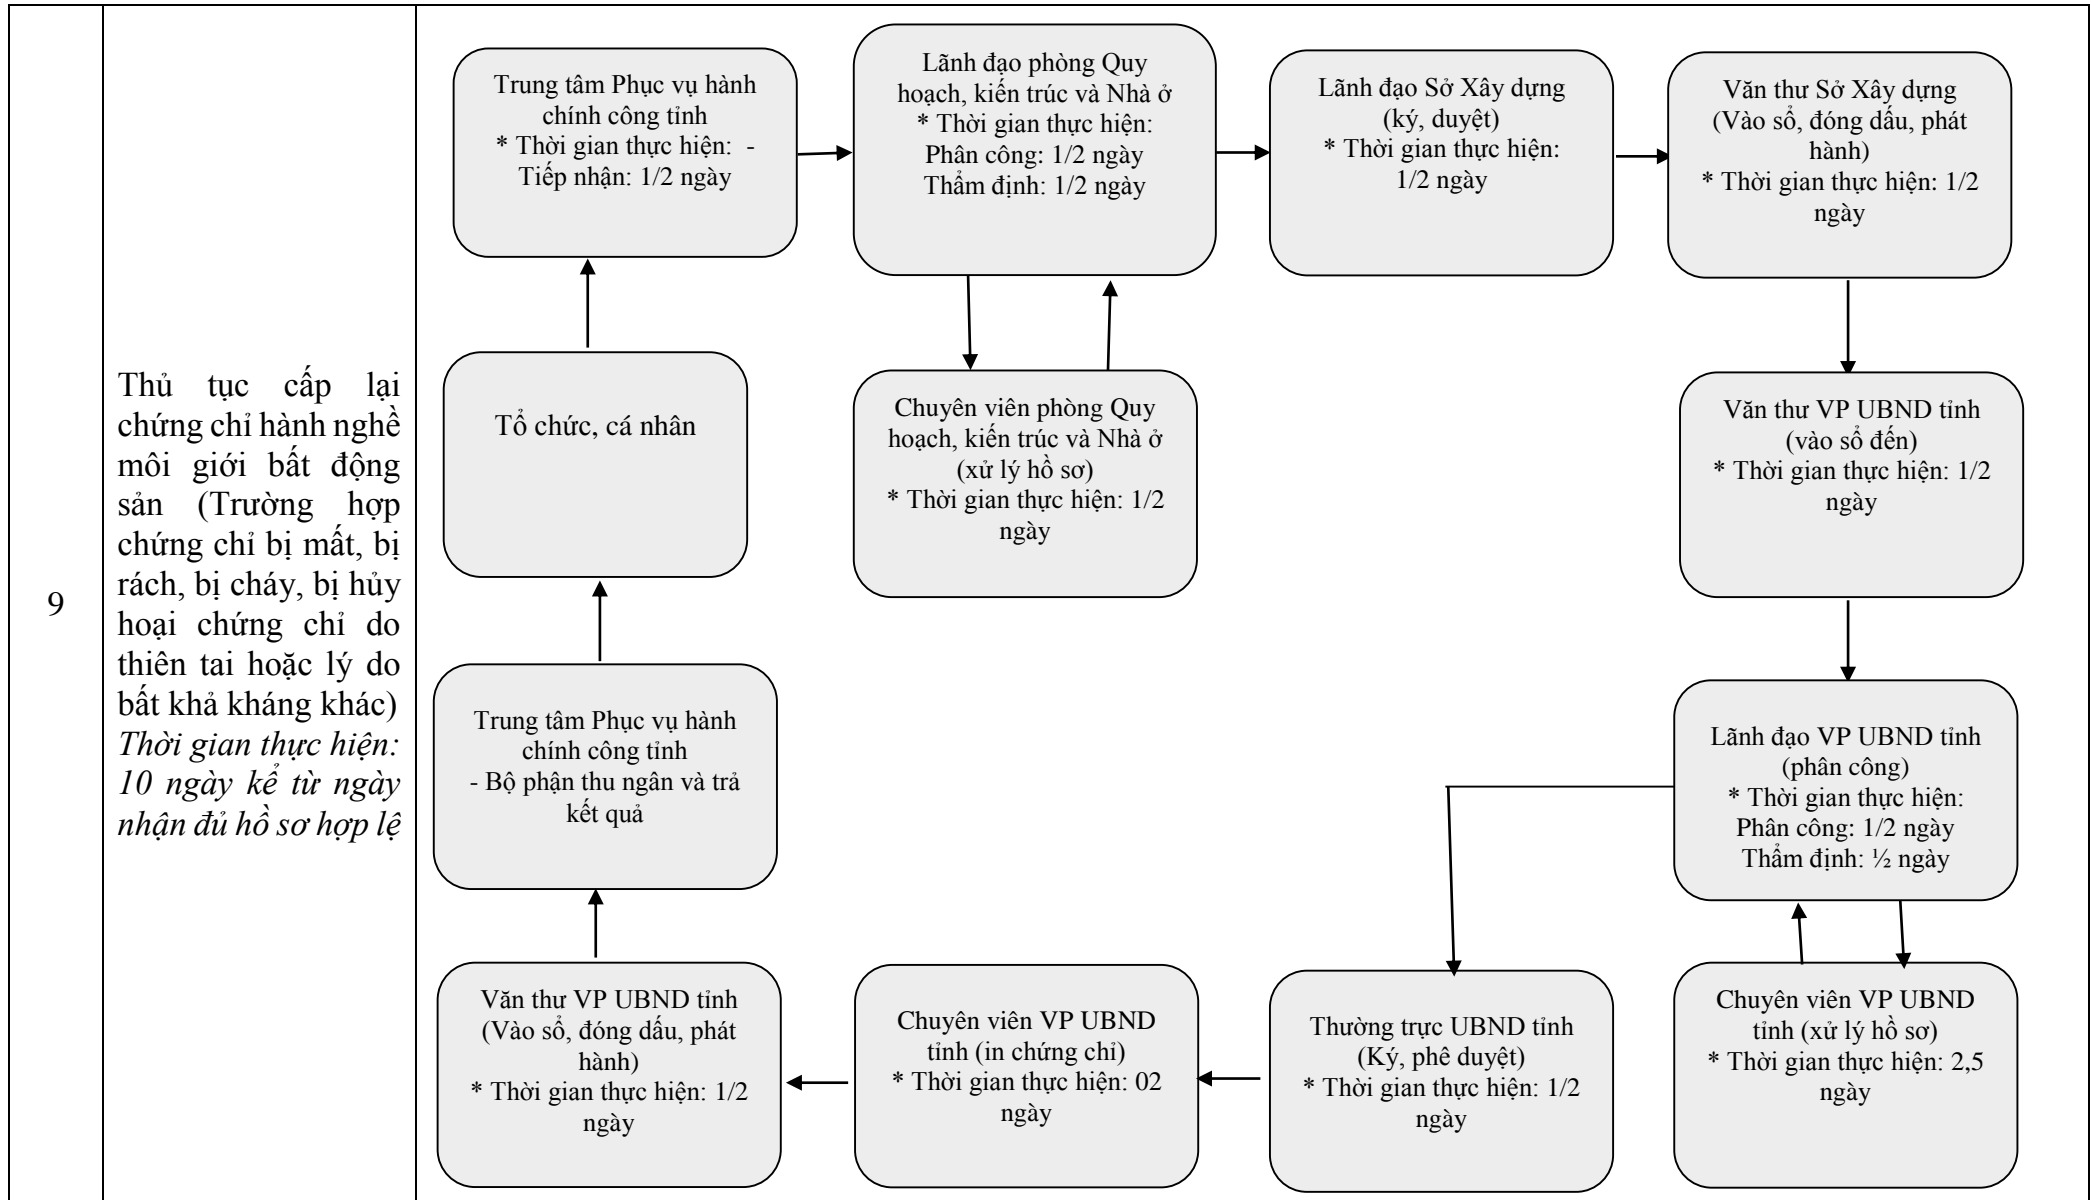 9
Thủ tục cấp lại
chứng chỉ hành nghề
môi giới bất động
sản (Trường hợp
chứng chỉ bị mất, bị
rách, bị cháy, bị hủy
hoại chứng chỉ do
thiên tai hoặc lý do
bất khả kháng khác)
Thời gian thực hiện:
10 ngày kể từ ngày
nhận đủ hồ sơ hợp lệ
Trung tâm Phục vụ hành
chính công tỉnh
* Thời gian thực hiện: -
Tiếp nhận: 1/2 ngày
Lãnh đạo phòng Quy
hoạch, kiến trúc và Nhà ở
* Thời gian thực hiện:
Phân công: 1/2 ngày
Thẩm định: 1/2 ngày
Lãnh đạo Sở Xây dựng
(ký, duyệt)
* Thời gian thực hiện:
1/2 ngày
Văn thư Sở Xây dựng
(Vào sổ, đóng dấu, phát
hành)
* Thời gian thực hiện: 1/2
ngày
Tổ chức, cá nhân
Chuyên viên phòng Quy
hoạch, kiến trúc và Nhà ở
(xử lý hồ sơ)
* Thời gian thực hiện: 1/2
ngày
Văn thư VP UBND tỉnh
(vào sổ đến)
* Thời gian thực hiện: 1/2
ngày
Trung tâm Phục vụ hành
chính công tỉnh
- Bộ phận thu ngân và trả
kết quả
Lãnh đạo VP UBND tỉnh
(phân công)
* Thời gian thực hiện:
Phân công: 1/2 ngày
Thẩm định: ½ ngày
Văn thư VP UBND tỉnh
(Vào sổ, đóng dấu, phát
hành)
* Thời gian thực hiện: 1/2
ngày
Chuyên viên VP UBND
tỉnh (in chứng chỉ)
* Thời gian thực hiện: 02
ngày
Thường trực UBND tỉnh
(Ký, phê duyệt)
* Thời gian thực hiện: 1/2
ngày
Chuyên viên VP UBND
tỉnh (xử lý hồ sơ)
* Thời gian thực hiện: 2,5
ngày